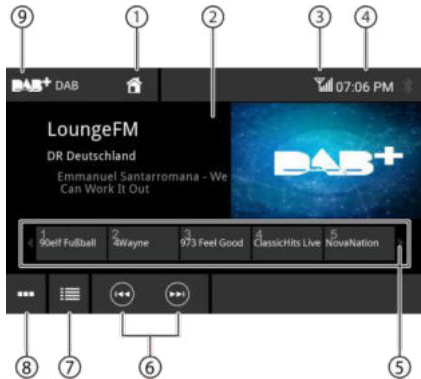 ⑨ ① ② ③ ④
DAB+ DAB 07:06 PM
LoungeFM
DR Deutschland
Emmanuel Santarromana - We
Can Work It Out
DAB+
1 2 3 4 5
90elf Fußball 4Wayne 973 Feel Good ClassicHits Live NovaNation
⑧ ⑦ ⑥ ⑤